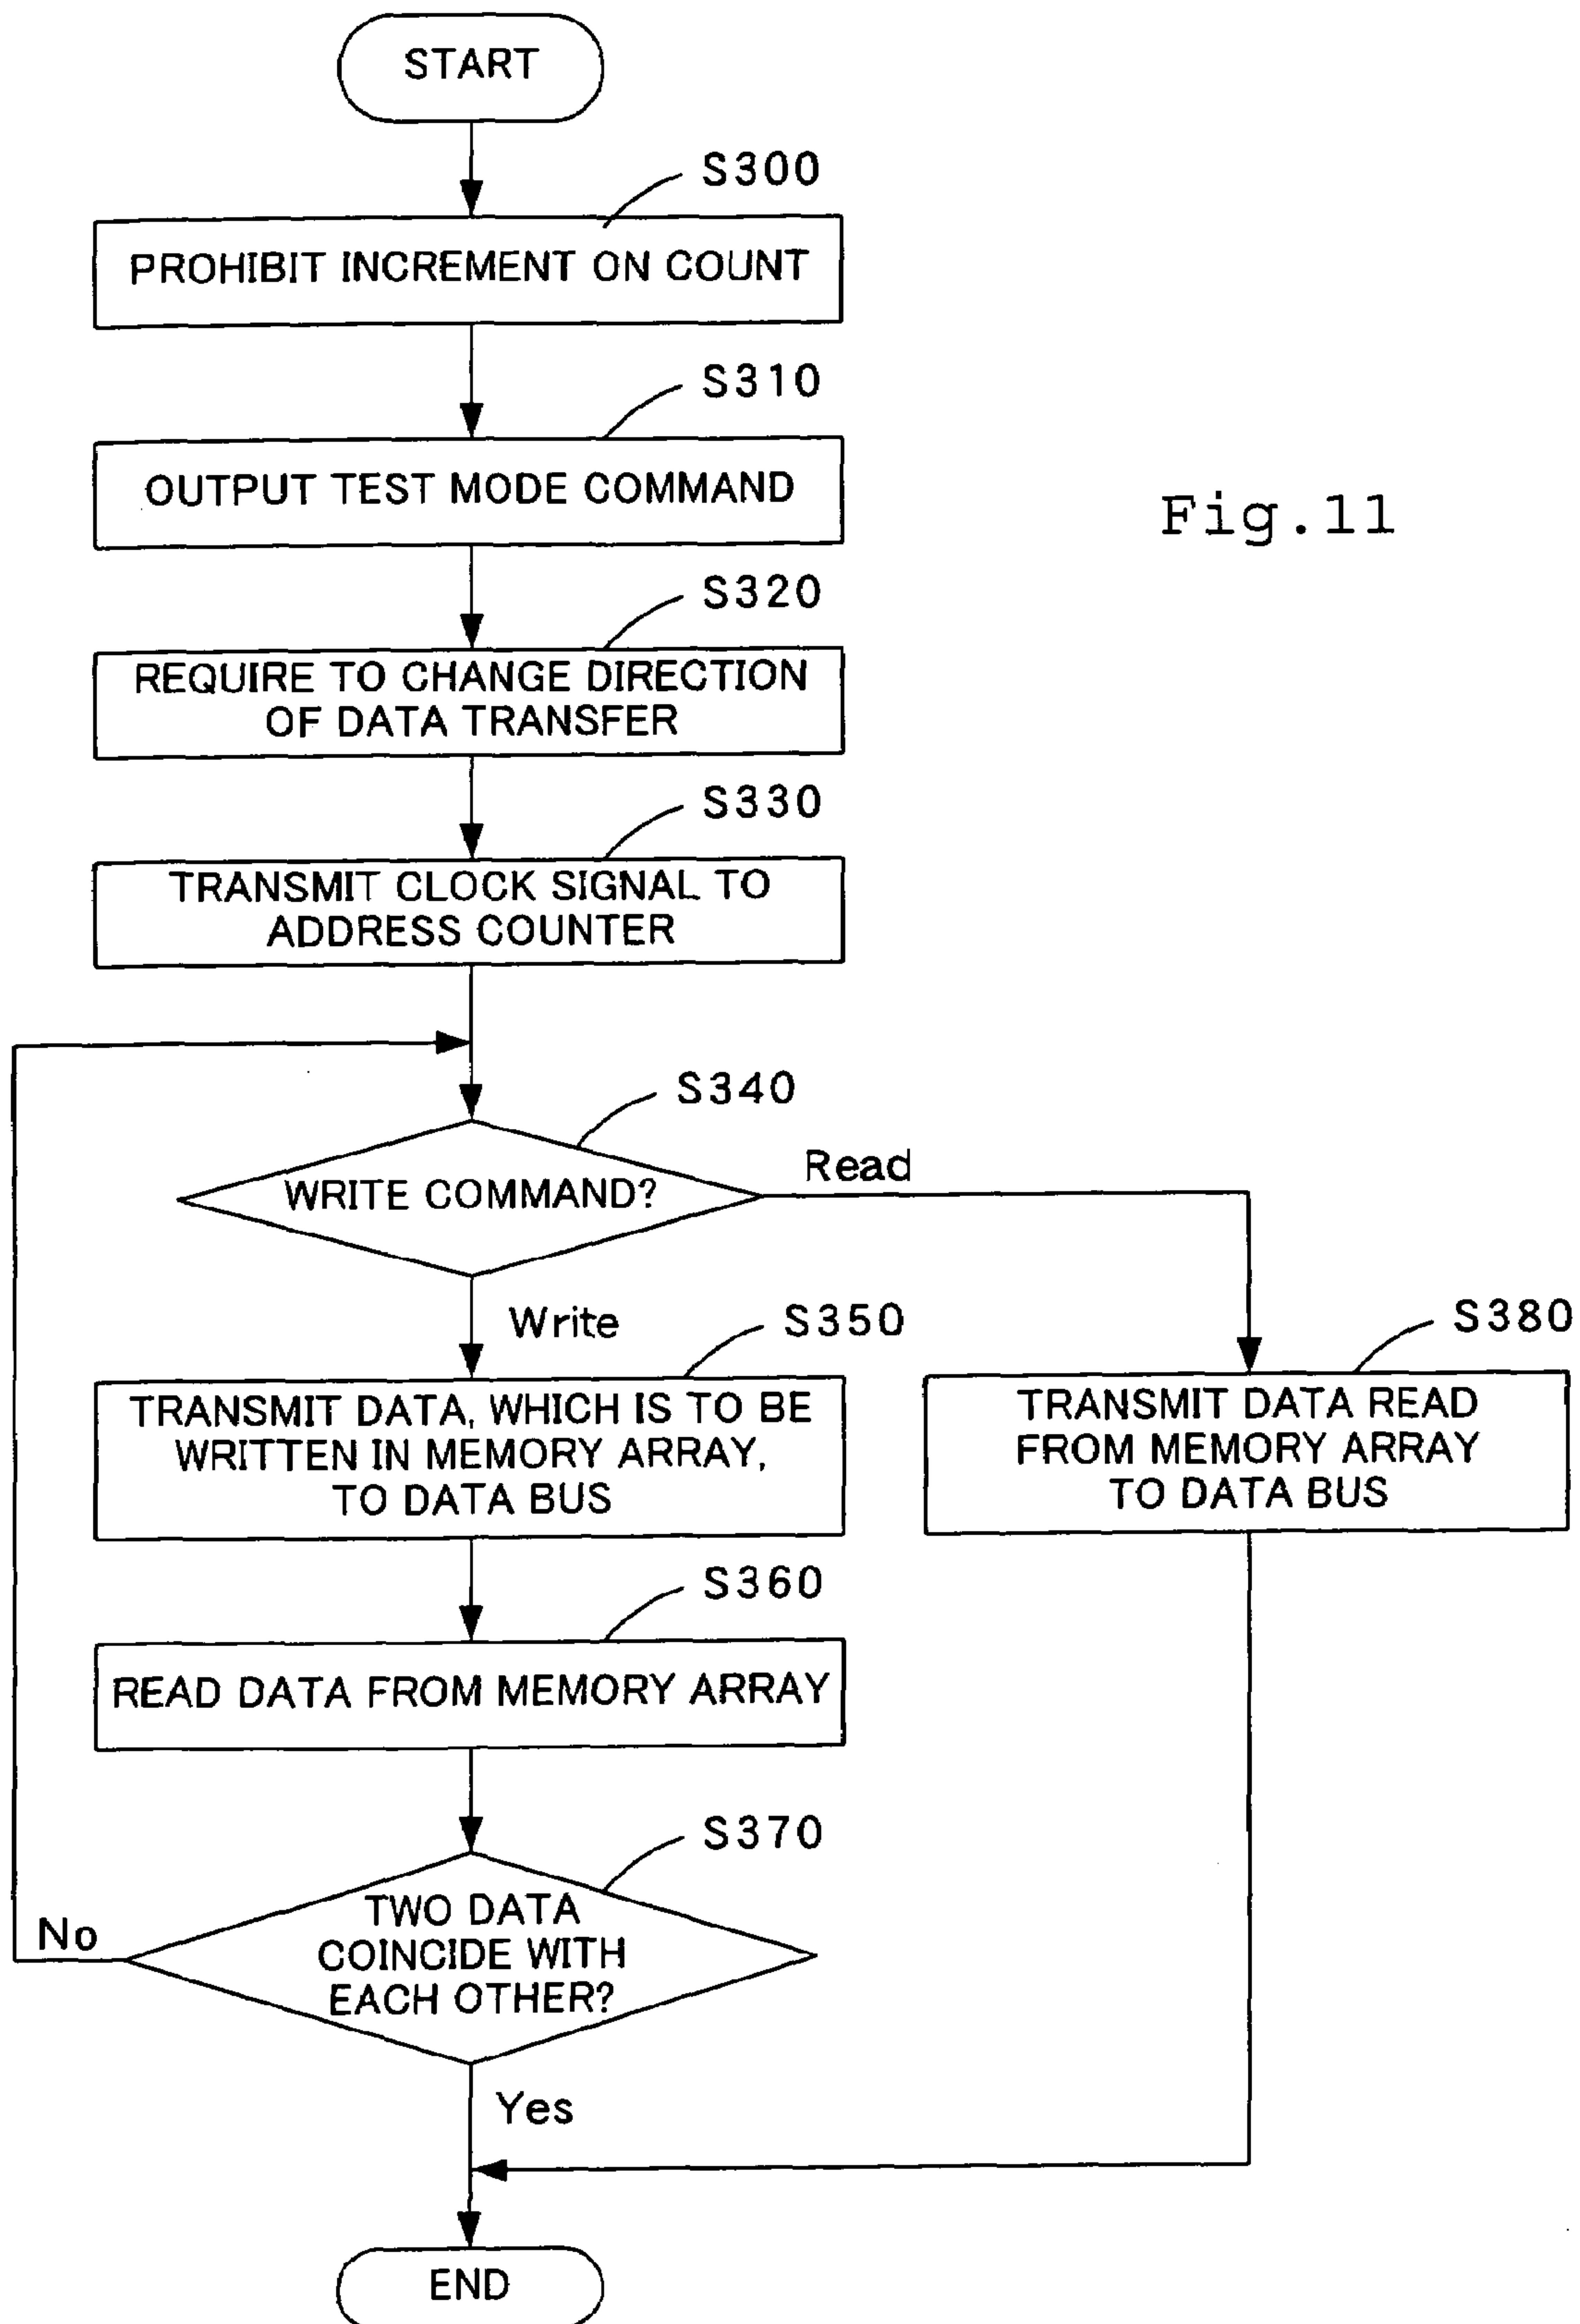 START
S300
PROHIBIT INCREMENT ON COUNT
S310
OUTPUT TEST MODE COMMAND
Fig.11
S320
REQUIRE TO CHANGE DIRECTION
OF DATA TRANSFER
S330
TRANSMIT CLOCK SIGNAL TO
ADDRESS COUNTER
S340
WRITE COMMAND?
Read
Write
S350
TRANSMIT DATA, WHICH IS TO BE
WRITTEN IN MEMORY ARRAY,
TO DATA BUS
S380
TRANSMIT DATA READ
FROM MEMORY ARRAY
TO DATA BUS
S360
READ DATA FROM MEMORY ARRAY
S370
TWO DATA
COINCIDE WITH
EACH OTHER?
No
Yes
END